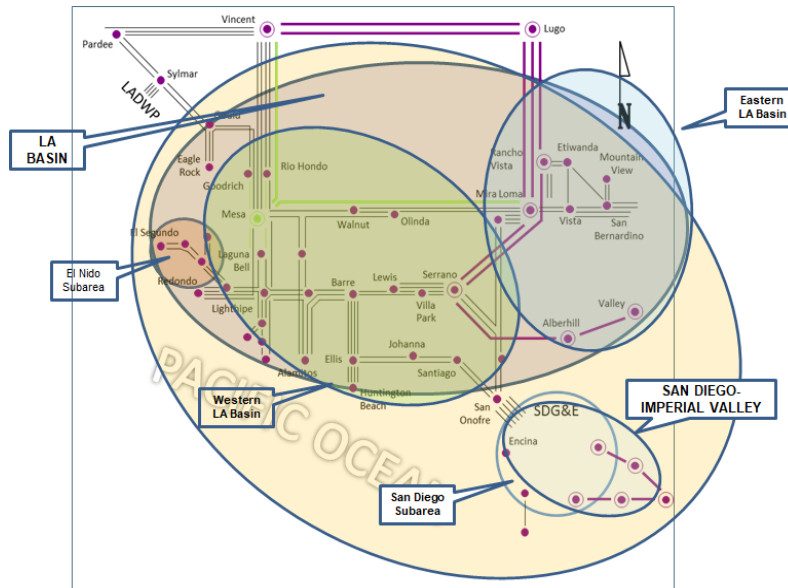 Vincent
Lugo
Pardee
Sylmar
LADWP
N
Eastern
LA Basin
LA
BASIN
Gould
Eagle
Rock
Goodrich
Rio Hondo
Rancho
Vista
Etiwanda
Mountain
View
Mesa
Mira Loma
Walnut
Olinda
Vista
San
Bernardino
El Segundo
El Nido
Subarea
Laguna
Bell
Redondo
Lighthipe
Barre
Lewis
Serrano
Villa
Park
Valley
Alberhill
Johanna
Ellis
Santiago
Alamitos
Huntington
Beach
PACIFIC OCEAN
Western
LA Basin
San
Onofre
SDG&E
SAN DIEGO-
IMPERIAL VALLEY
Encina
San Diego
Subarea